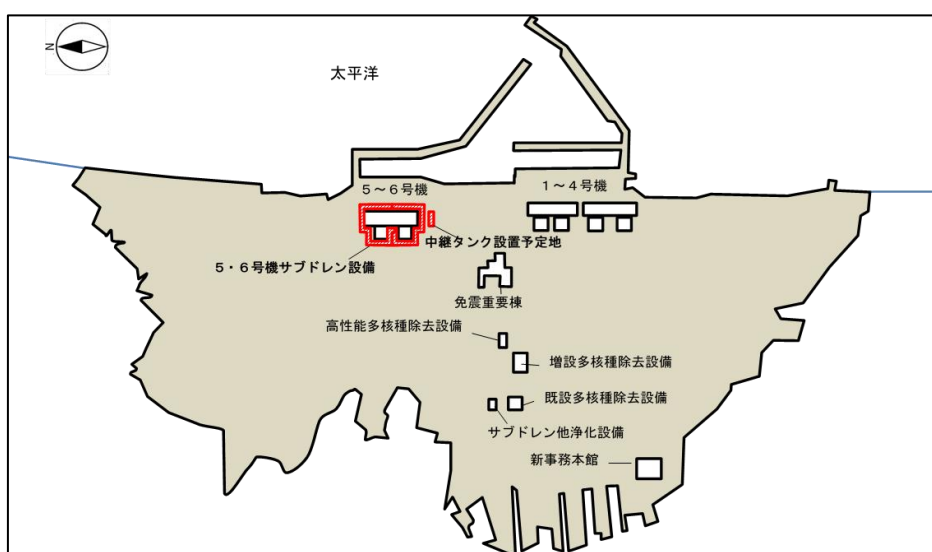 N
太平洋
５～６号機
１～４号機
中継タンク設置予定地
５・６号機サブドレン設備
免震重要棟
高性能多核種除去設備
増設多核種除去設備
既設多核種除去設備
サブドレン他浄化設備
新事務本館